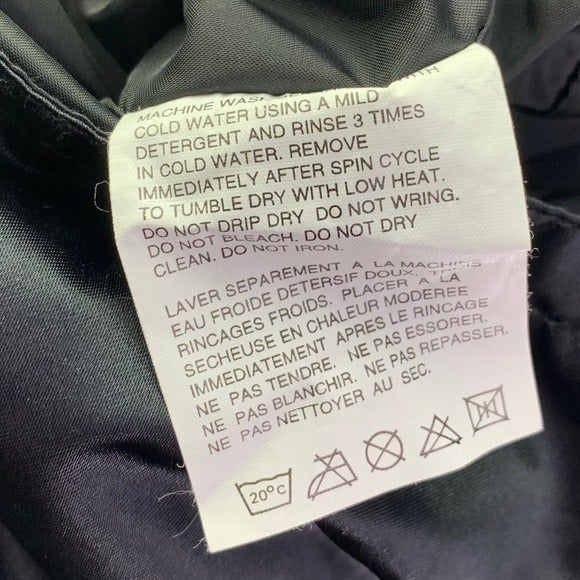 MACHINE WASH WITH
COLD WATER USING A MILD
DETERGENT AND RINSE 3 TIMES
IN COLD WATER. REMOVE
IMMEDIATELY AFTER SPIN CYCLE
TO TUMBLE DRY WITH LOW HEAT.
DO NOT DRIP DRY DO NOT WRING.
DO NOT BLEACH. DO NOT DRY
CLEAN. DO NOT IRON.
LAVER SEPAREMENT A LA MACHINE
EAU FROIDE DETERSIF DOUX.
RINCAGES FROIDS. PLACER A LA
SECHEUSE EN CHALEUR MODEREE
IMMEDIATEMENT APRES LE RINCAGE
NE PAS TENDRE. NE PAS ESSORER.
NE PAS BLANCHIR. NE PAS REPASSER.
NE PAS NETTOYER AU SEC.
20°C